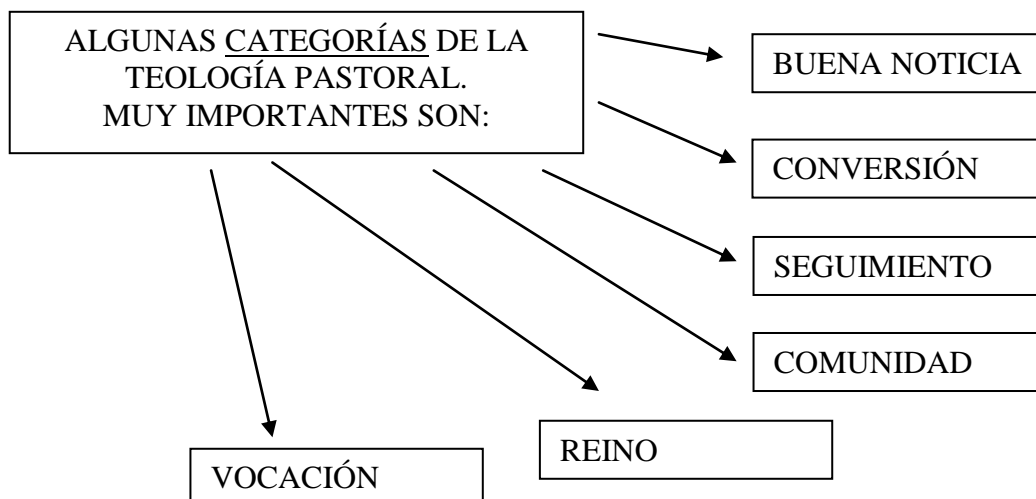 ALGUNAS CATEGORÍAS DE LA
TEOLOGÍA PASTORAL.
MUY IMPORTANTES SON:
BUENA NOTICIA
CONVERSIÓN
SEGUIMIENTO
COMUNIDAD
REINO
VOCACIÓN